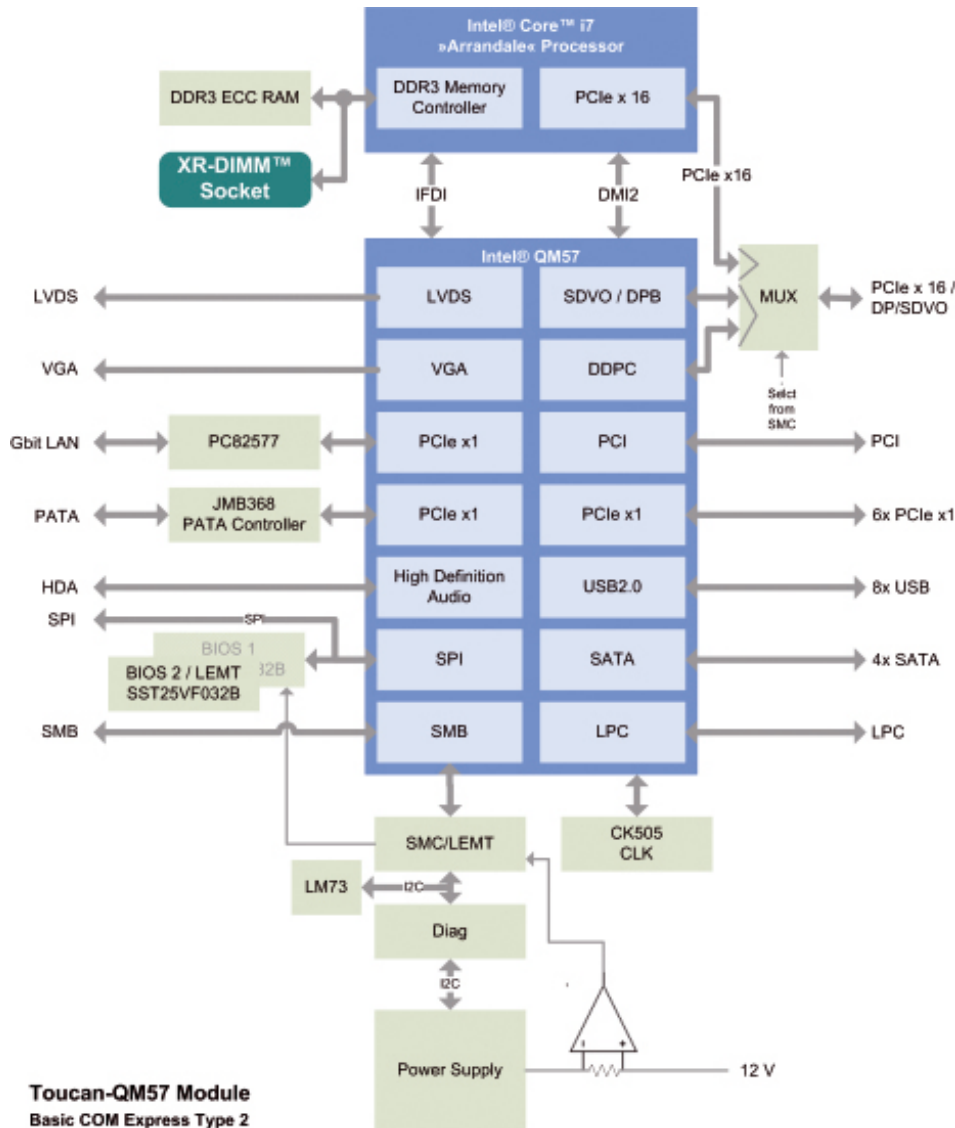 Intel® Core™ i7
»Arrandale« Processor
DDR3 ECC RAM
DDR3 Memory
Controller
PCIe x 16
XR-DIMM™
Socket
PCIe x16
IFDI
DMI2
Intel® QM57
LVDS
LVDS
SDVO / DPB
MUX
PCIe x 16 /
DP/SDVO
VGA
VGA
DDPC
Selct
from
SMC
Gbit LAN
PC82577
PCIe x1
PCI
PCI
PATA
JMB368
PATA Controller
PCIe x1
PCIe x1
6x PCIe x1
HDA
High Definition
Audio
USB2.0
8x USB
SPI
SPI
BIOS 1
32B
BIOS 2 / LEMT
SST25VF032B
SPI
SATA
4x SATA
SMB
SMB
LPC
LPC
SMC/LEMT
CK505
CLK
LM73
I2C
Diag
I2C
Power Supply
- +
12 V
Toucan-QM57 Module
Basic COM Express Type 2